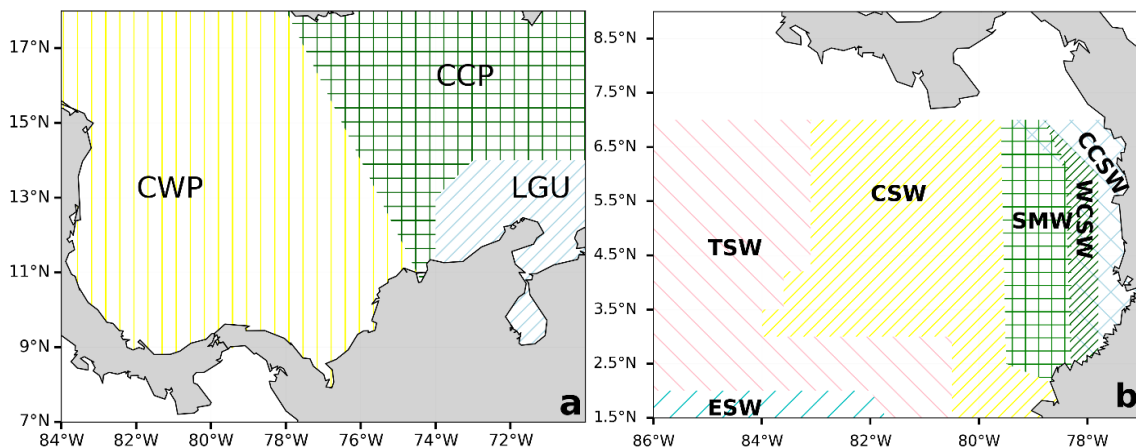 17°N
15°N
13°N
11°N
9°N
7°N
84°W 82°W 80°W 78°W 76°W 74°W 72°W
CWP
CCP
LGU
a
8.5°N
7.5°N
6.5°N
5.5°N
4.5°N
3.5°N
2.5°N
1.5°N
86°W 84°W 82°W 80°W 78°W
TSW
CSW
SMW
WCSW
CCSW
ESW
b